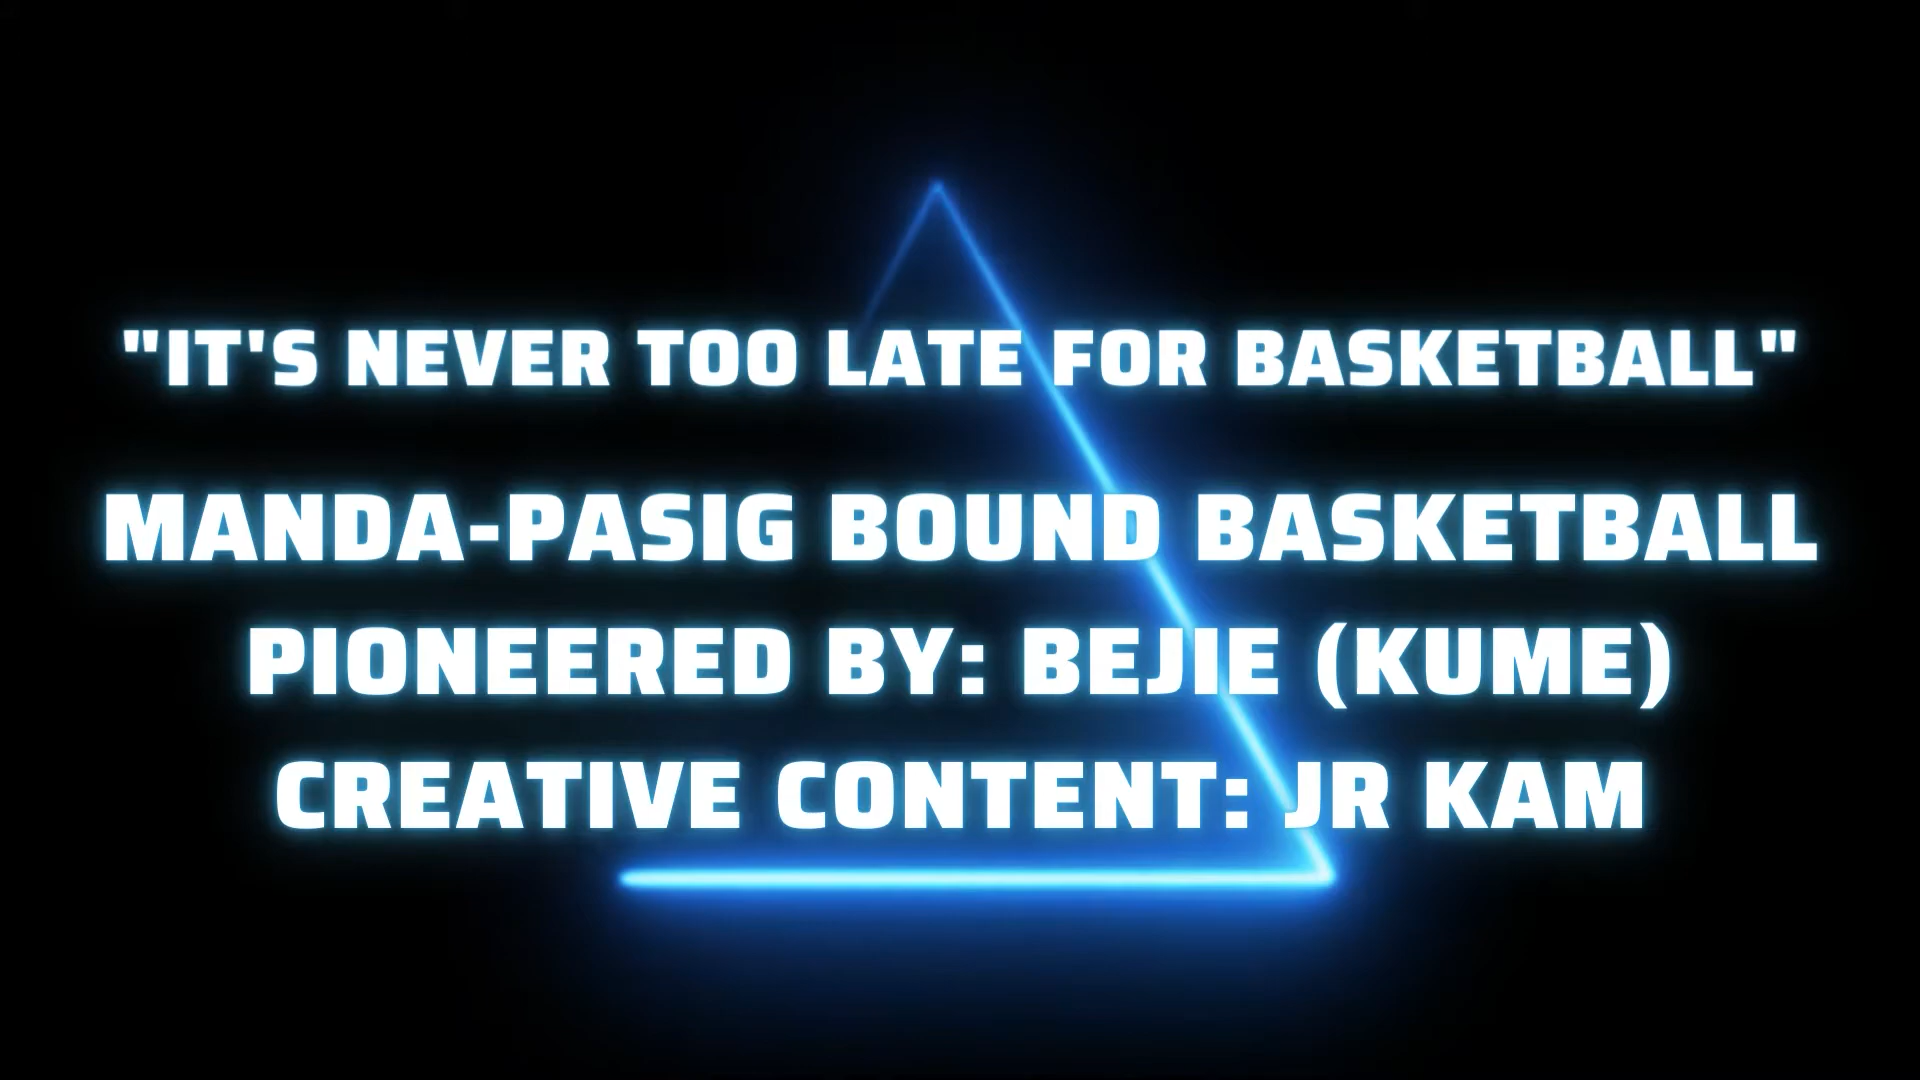 "IT'S NEVER TOO LATE FOR BASKETBALL"
MANDA-PASIG BOUND BASKETBALL
PIONEERED BY: BEJIE (KUME)
CREATIVE CONTENT: JR KAM